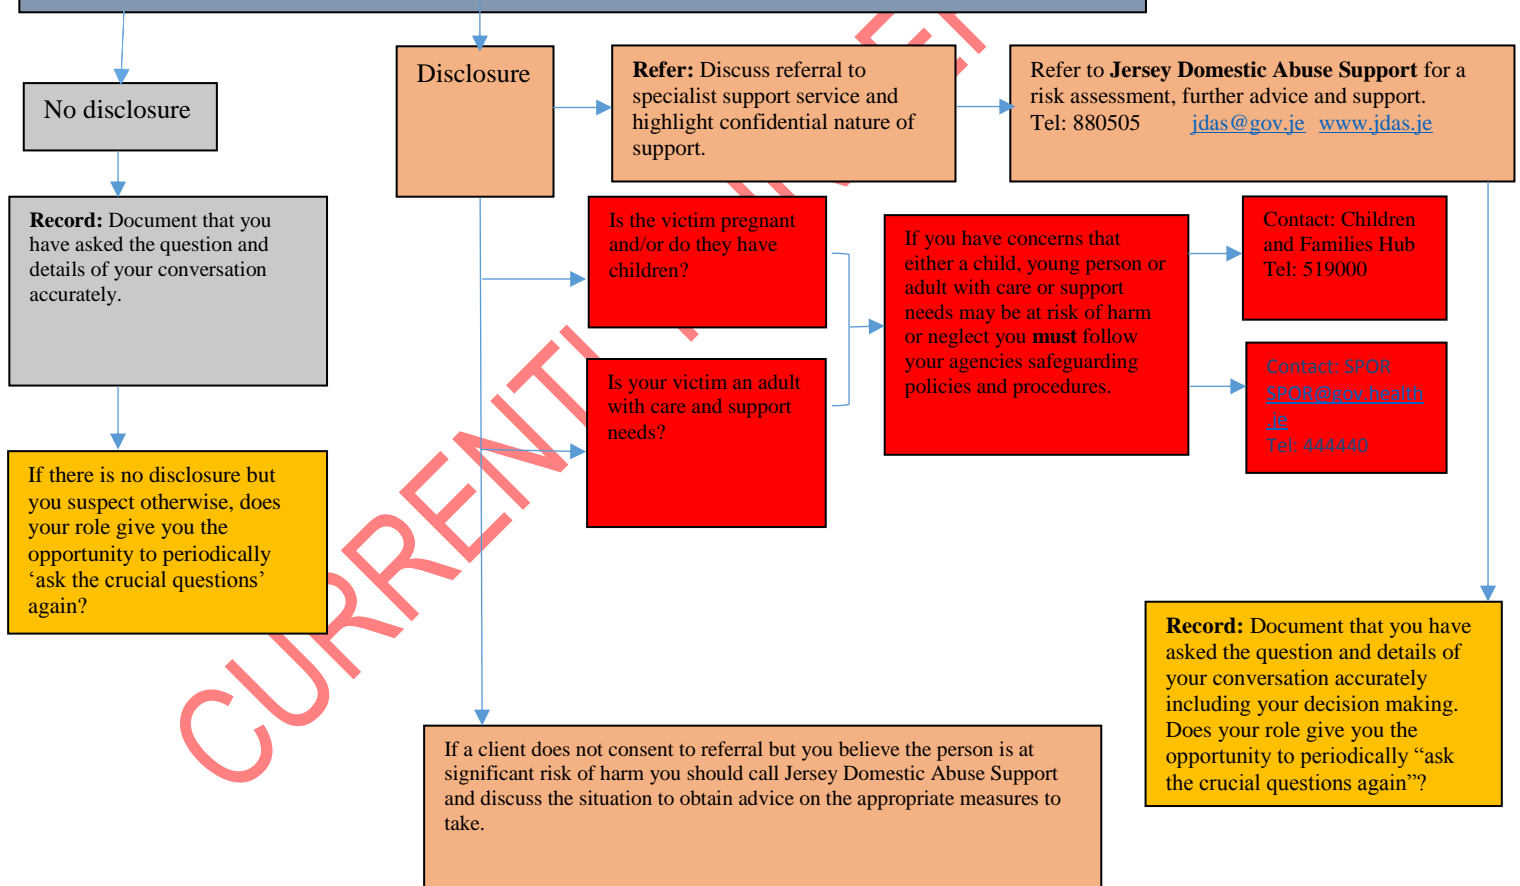 No disclosure
Record: Document that you
have asked the question and
details of your conversation
accurately.
If there is no disclosure but
you suspect otherwise, does
your role give you the
opportunity to periodically
‘ask the crucial questions’
again?
Disclosure
Refer: Discuss referral to
specialist support service and
highlight confidential nature of
support.
Refer to Jersey Domestic Abuse Support for a
risk assessment, further advice and support.
Tel: 880505 jdas@gov.je www.jdas.je
Is the victim pregnant
and/or do they have
children?
Is your victim an adult
with care and support
needs?
If you have concerns that
either a child, young person or
adult with care or support
needs may be at risk of harm
or neglect you must follow
your agencies safeguarding
policies and procedures.
Contact: Children
and Families Hub
Tel: 519000
Contact: SPOR
SPOR@gov.health
.je
Tel: 444440
Record: Document that you have
asked the question and details of
your conversation accurately
including your decision making.
Does your role give you the
opportunity to periodically “ask
the crucial questions again”?
If a client does not consent to referral but you believe the person is at
significant risk of harm you should call Jersey Domestic Abuse Support
and discuss the situation to obtain advice on the appropriate measures to
take.